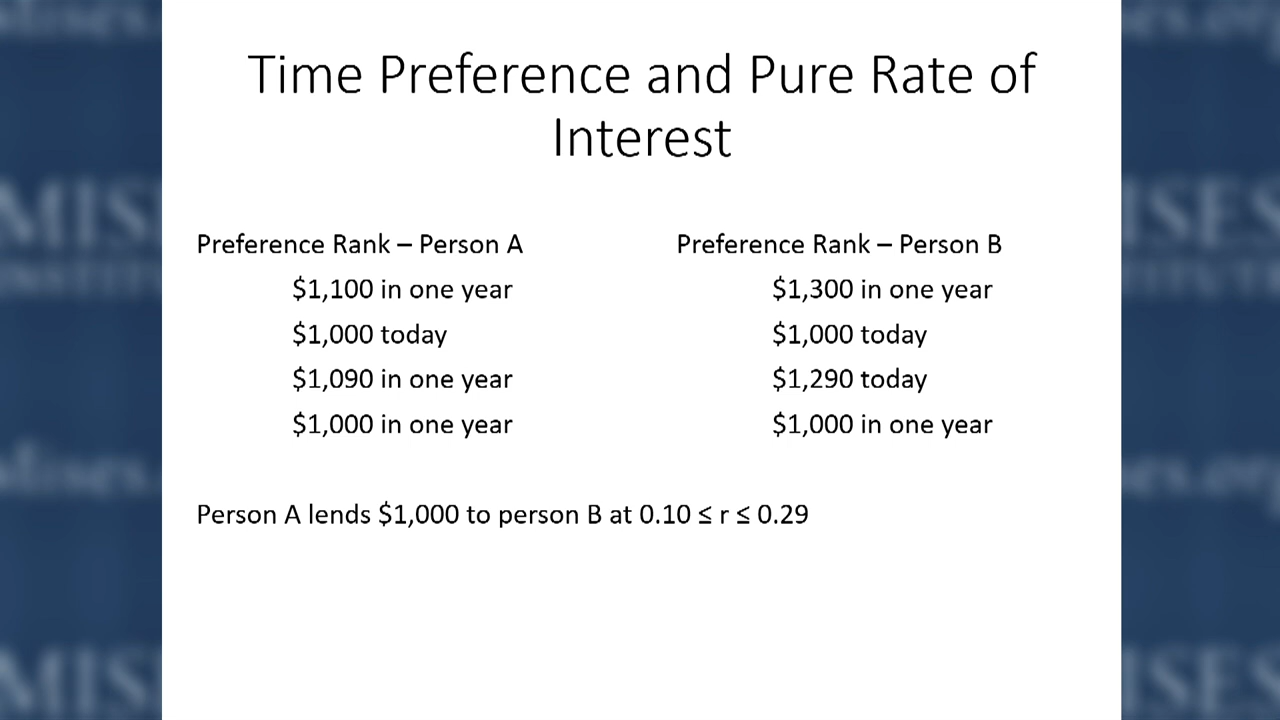 Time Preference and Pure Rate of
Interest
Preference Rank – Person A
$1,100 in one year
$1,000 today
$1,090 in one year
$1,000 in one year
Preference Rank – Person B
$1,300 in one year
$1,000 today
$1,290 today
$1,000 in one year
Person A lends $1,000 to person B at 0.10 ≤ r ≤ 0.29